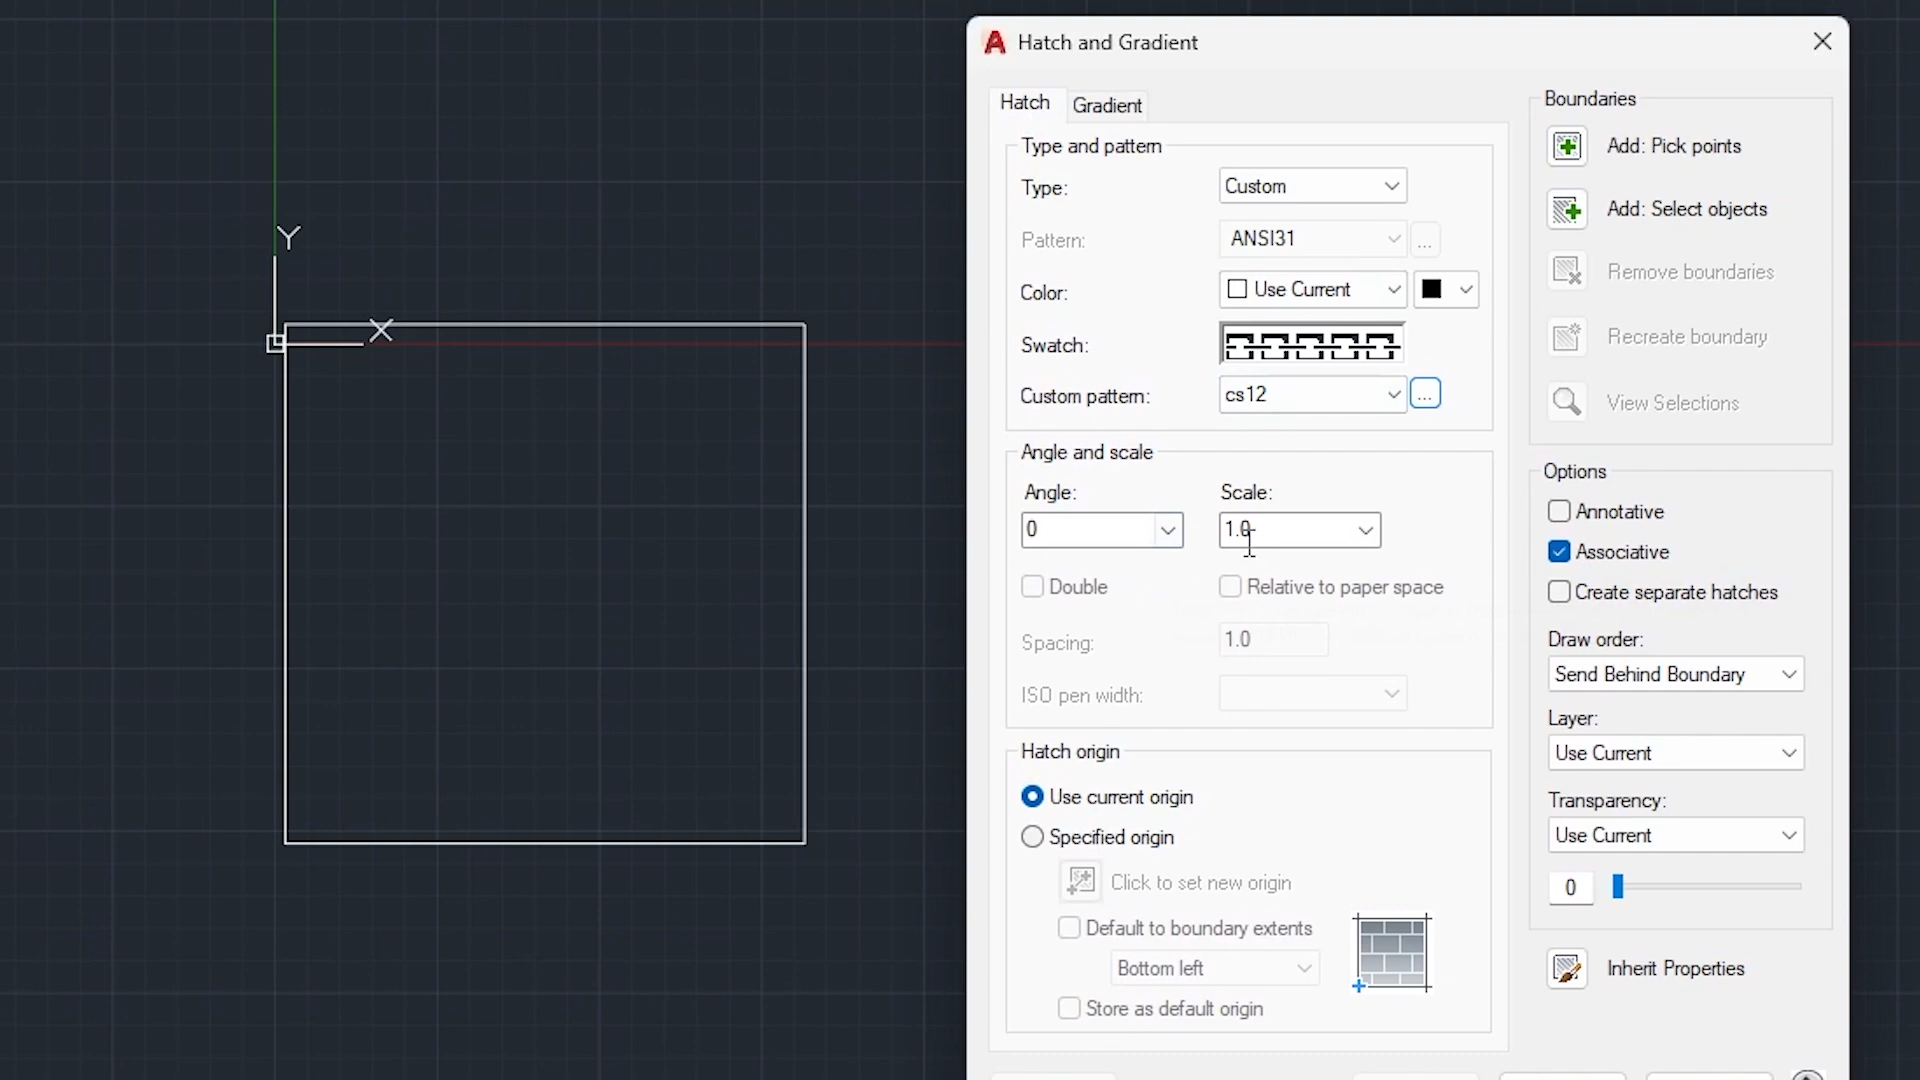 Hatch and Gradient
Hatch
Gradient
Type and pattern
Type:
Custom
Pattern:
ANSI31
...
Color:
Use Current
Swatch:
Custom pattern:
cs12
...
Angle and scale
Angle:
Scale:
0
1.0
Double
Relative to paper space
Spacing:
1.0
ISO pen width:
Hatch origin
Use current origin
Specified origin
Click to set new origin
Default to boundary extents
Bottom left
Store as default origin
Boundaries
Add: Pick points
Add: Select objects
Remove boundaries
Recreate boundary
View Selections
Options
Annotative
Associative
Create separate hatches
Draw order:
Send Behind Boundary
Layer:
Use Current
Transparency:
Use Current
0
Inherit Properties
Y
X